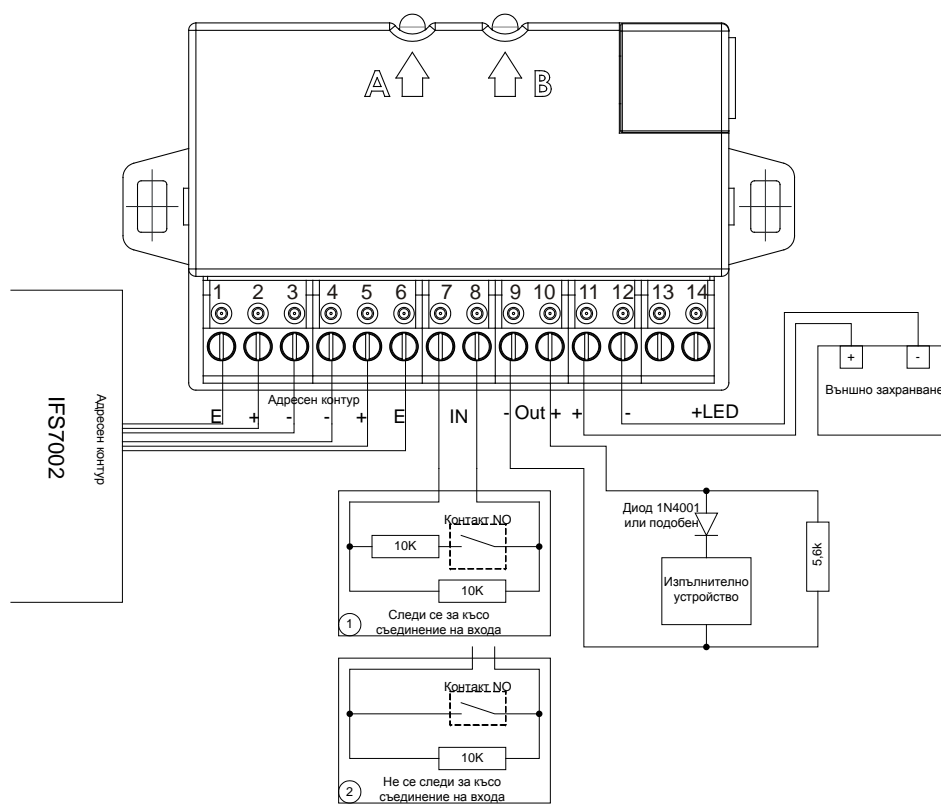 A
B
1 2 3 4 5 6 7 8 9 10 11 12 13 14
Адресен контур
E + - - + E IN - Out + + - +LED
Адресен контур
IFS7002
+ -
Външно захранване
Контакт NO
10K
10K
1
Следи се за късо
съединение на входа
Контакт NO
10K
2
Не се следи за късо
съединение на входа
Диод 1N4001
или подобен
Изпълнително
устройство
5,6k